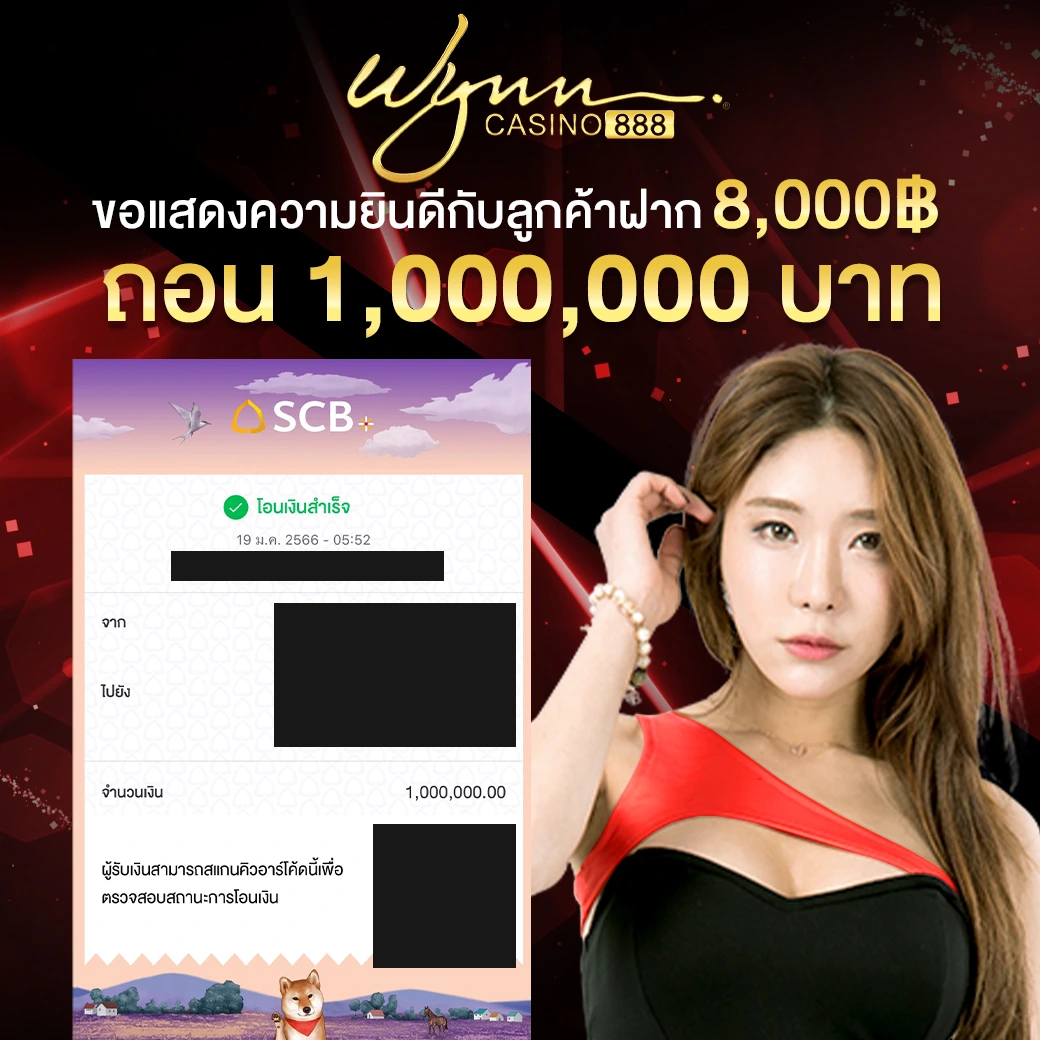 Wynn
CASINO 888
ขอแสดงความยินดีกับลูกค้าฝาก 8,000฿
ถอน 1,000,000 บาท
SCB+
โอนเงินสำเร็จ
19 ม.ค. 2566 - 05:52
จาก
ไปยัง
จำนวนเงิน 1,000,000.00
ผู้รับเงินสามารถสแกนคิวอาร์โค้ดนี้เพื่อ
ตรวจสอบสถานะการโอนเงิน